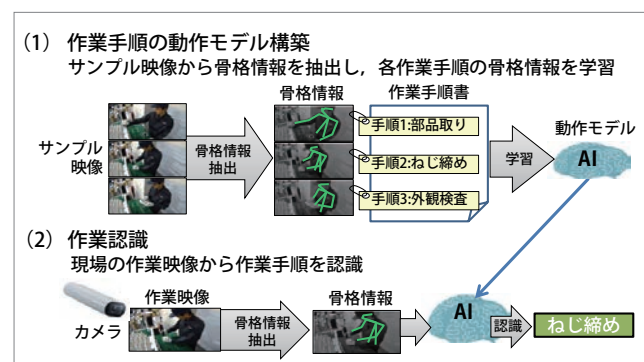 (1) 作業手順の動作モデル構築
サンプル映像から骨格情報を抽出し，各作業手順の骨格情報を学習
骨格情報
作業手順書
サンプル
映像
骨格情報
抽出
手順1:部品取り
手順2:ねじ締め
手順3:外観検査
学習
動作モデル
AI
(2) 作業認識
現場の作業映像から作業手順を認識
カメラ
作業映像
骨格情報
抽出
骨格情報
AI
認識
ねじ締め